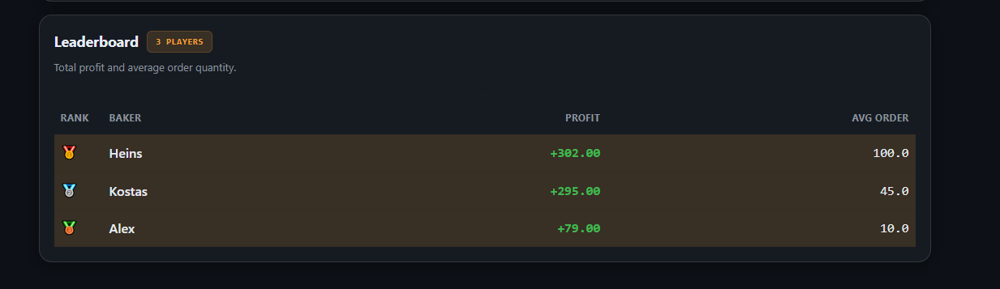 Leaderboard 3 PLAYERS
Total profit and average order quantity.
RANK BAKER PROFIT AVG ORDER
Heins +302.00 100.0
Kostas +295.00 45.0
Alex +79.00 10.0